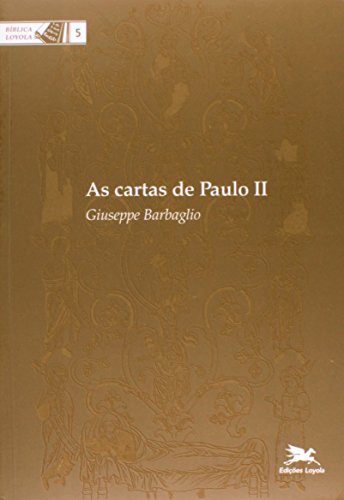 BÍBLICA
LOYOLA
5
As cartas de Paulo II
Giuseppe Barbaglio
Edições Loyola